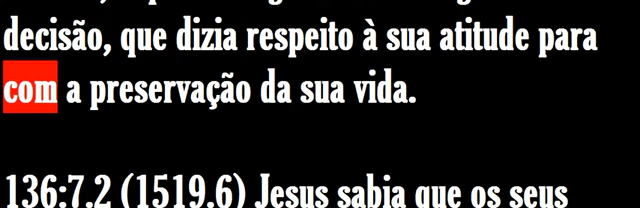 decisão, que dizia respeito à sua atitude para
com a preservação da sua vida.
136:7.2 (1519.6) Jesus sabia que os seus